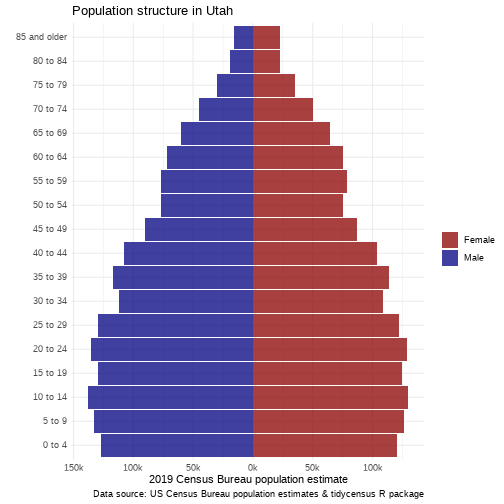 Population structure in Utah
85 and older
80 to 84
75 to 79
70 to 74
65 to 69
60 to 64
55 to 59
50 to 54
45 to 49
40 to 44
35 to 39
30 to 34
25 to 29
20 to 24
15 to 19
10 to 14
5 to 9
0 to 4
Female
Male
150k 100k 50k 0k 50k 100k
2019 Census Bureau population estimate
Data source: US Census Bureau population estimates & tidycensus R package